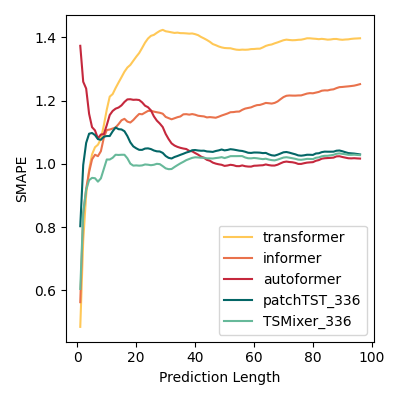 SMAPE
1.4
1.2
1.0
0.8
0.6
transformer
informer
autoformer
patchTST_336
TSMixer_336
0 20 40 60 80 100
Prediction Length